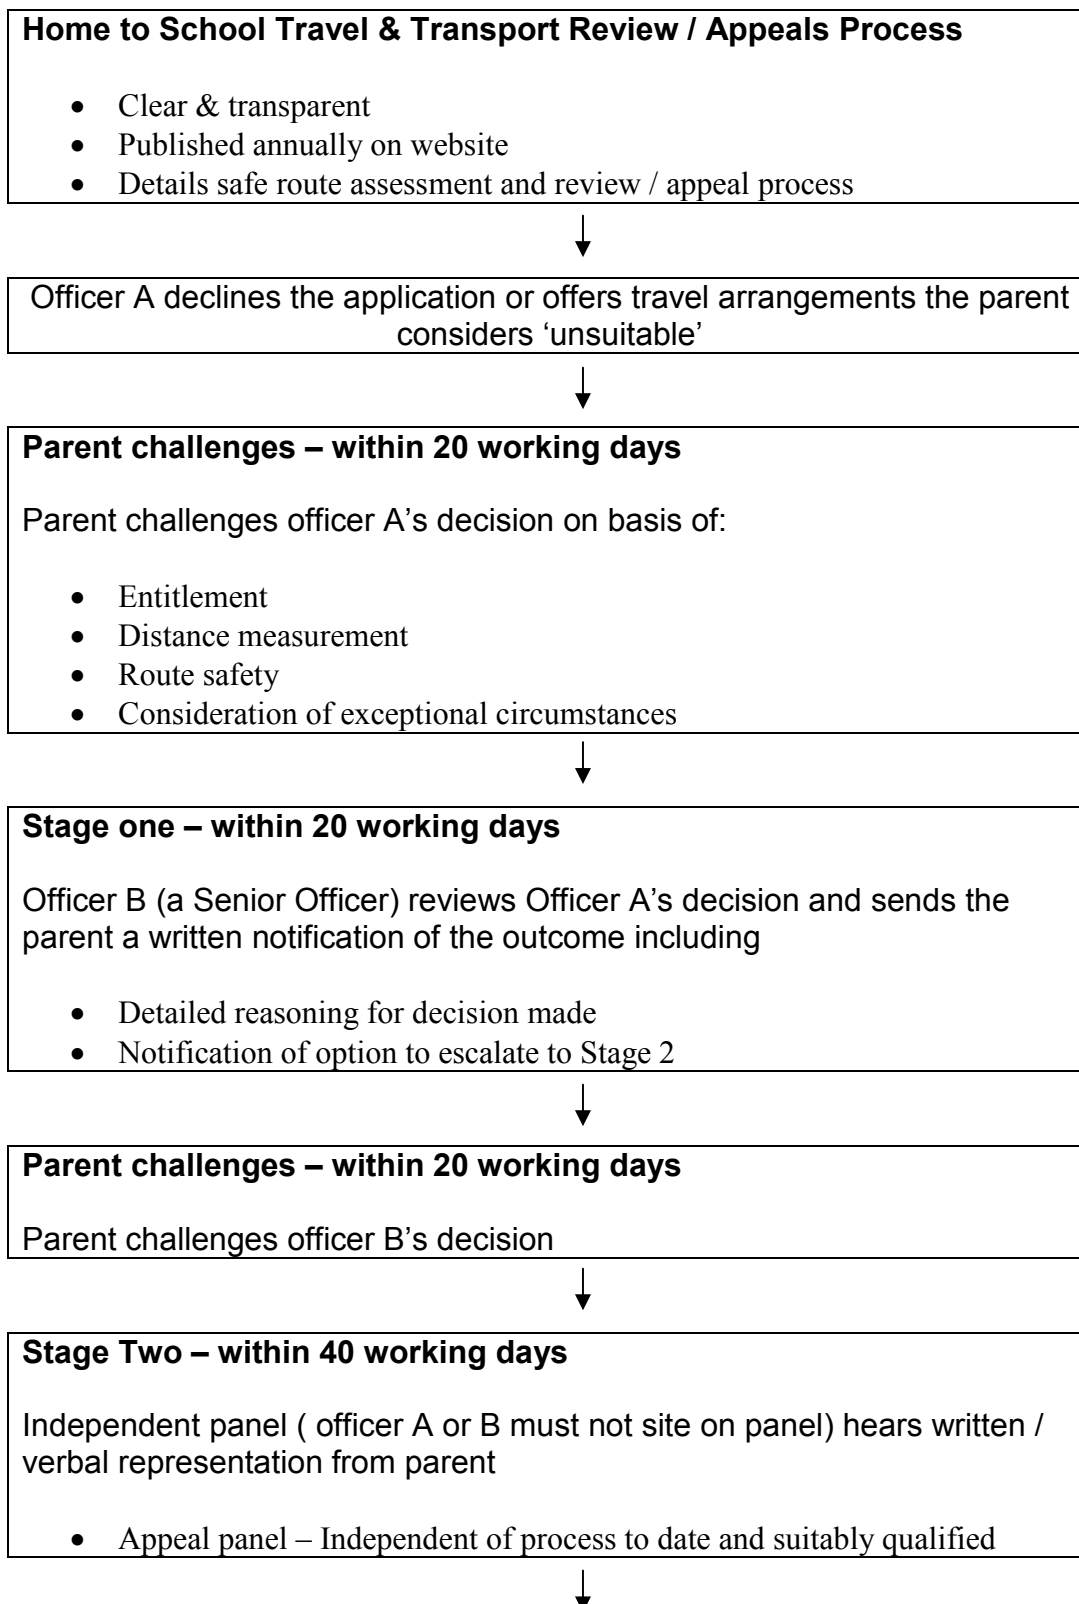 Home to School Travel & Transport Review / Appeals Process
• Clear & transparent
• Published annually on website
• Details safe route assessment and review / appeal process
Officer A declines the application or offers travel arrangements the parent
considers ‘unsuitable’
Parent challenges – within 20 working days
Parent challenges officer A’s decision on basis of:
• Entitlement
• Distance measurement
• Route safety
• Consideration of exceptional circumstances
Stage one – within 20 working days
Officer B (a Senior Officer) reviews Officer A’s decision and sends the
parent a written notification of the outcome including
• Detailed reasoning for decision made
• Notification of option to escalate to Stage 2
Parent challenges – within 20 working days
Parent challenges officer B’s decision
Stage Two – within 40 working days
Independent panel ( officer A or B must not site on panel) hears written /
verbal representation from parent
• Appeal panel – Independent of process to date and suitably qualified